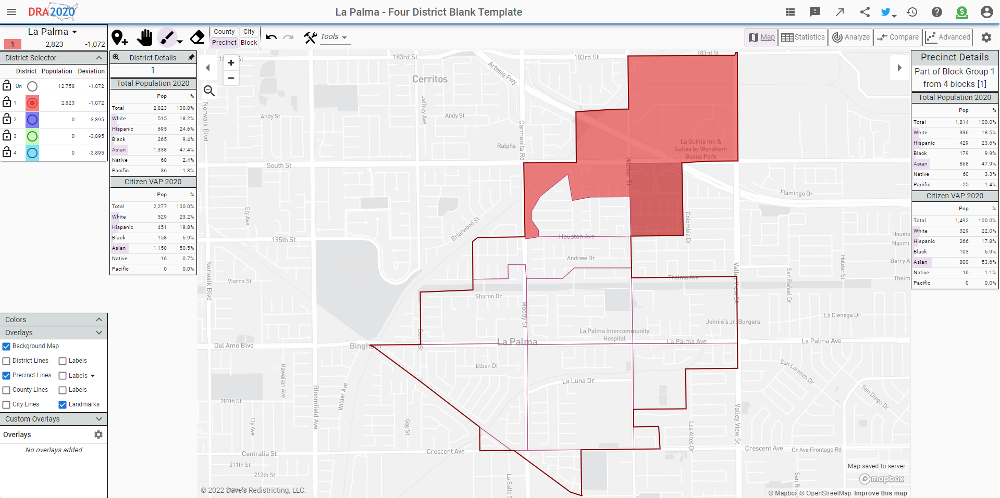 DRA2020
La Palma - Four District Blank Template
La Palma
1 2,823 -1,072
County City
Precinct Block
Tools
Map Statistics Analyze Compare Advanced
District Selector
District Population Deviation
Un 12,758 -1,072
1 2,823 -1,072
2 0 -3,895
3 0 -3,895
4 0 -3,895
Colors
Overlays
Background Map
District Lines Labels
Precinct Lines Labels
County Lines Labels
City Lines Landmarks
Custom Overlays
Overlays
No overlays added
District Details
1
Total Population 2020
Pop %
Total 2,823 100.0%
White 515 18.2%
Hispanic 695 24.6%
Black 265 9.4%
Asian 1,338 47.4%
Native 68 2.4%
Pacific 36 1.3%
Citizen VAP 2020
Pop %
Total 2,277 100.0%
White 529 23.2%
Hispanic 451 19.8%
Black 158 6.9%
Asian 1,150 50.5%
Native 16 0.7%
Pacific 0 0.0%
+
−
183rd St
183rd St
183rd St
Artesia Fwy
Cerritos
Norwalk Blvd
Jeffrey Ave
Andy St
Andy St
Carmenita Rd
Ralphs
La Quinta Inn &
Suites by Wyndham
Buena Park
South St
Walker St
Flamingo Dr
Ely Ave
Briarwood St
Colombia Dr
195th St
Houston Ave
Housto
Naomi
Andrew Dr
Norwalk Blvd
Valley View St
San Rafael Dr
Holder St
Berry A
Viarna St
Thelma Ave
Thelm
Sharon Dr
Moody St
La Cienega Dr
Johnie's Jr. Burgers
La Palma Intercommunity
Hospital
Del Amo Blvd
La Palma
La Palma Ave
La Palma Ave
Elben Dr
San Lorenzo Dr
Hawaiian Ave
La Luna Dr
Bloomfield Ave
Wilder Ave
San Diego Dr
207th St
Ely Ave
Gay St
Los Altos Dr
Valley View St
Centralia St
Crescent Ave
Crescent Ave
Cr Ave Frontage Rd
211th St
212th St
La Salle S
Map saved to server.
mapbox
© 2022 Dave's Redistricting, LLC.
© Mapbox © OpenStreetMap Improve this map
Precinct Details
Part of Block Group 1
from 4 blocks [1]
Total Population 2020
Pop %
Total 1,814 100.0%
White 336 18.5%
Hispanic 429 23.6%
Black 179 9.9%
Asian 868 47.9%
Native 60 3.3%
Pacific 25 1.4%
Citizen VAP 2020
Pop %
Total 1,492 100.0%
White 329 22.0%
Hispanic 266 17.8%
Black 103 6.9%
Asian 800 53.6%
Native 16 1.1%
Pacific 0 0.0%